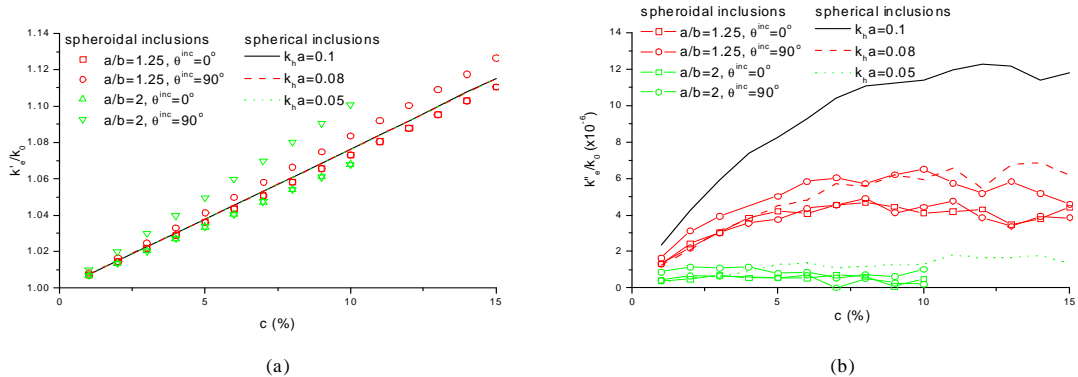 spheroidal inclusions
a/b=1.25, θ^inc=0°
a/b=1.25, θ^inc=90°
a/b=2, θ^inc=0°
a/b=2, θ^inc=90°
spherical inclusions
k_h a=0.1
k_h a=0.08
k_h a=0.05
1.14
1.12
1.10
1.08
1.06
1.04
1.02
1.00
k'_e/k_0
0 5 10 15
c (%)
(a)
spheroidal inclusions
a/b=1.25, θ^inc=0°
a/b=1.25, θ^inc=90°
a/b=2, θ^inc=0°
a/b=2, θ^inc=90°
spherical inclusions
k_h a=0.1
k_h a=0.08
k_h a=0.05
14
12
10
8
6
4
2
0
k''_e/k_0 (x10^-6)
0 5 10 15
c (%)
(b)